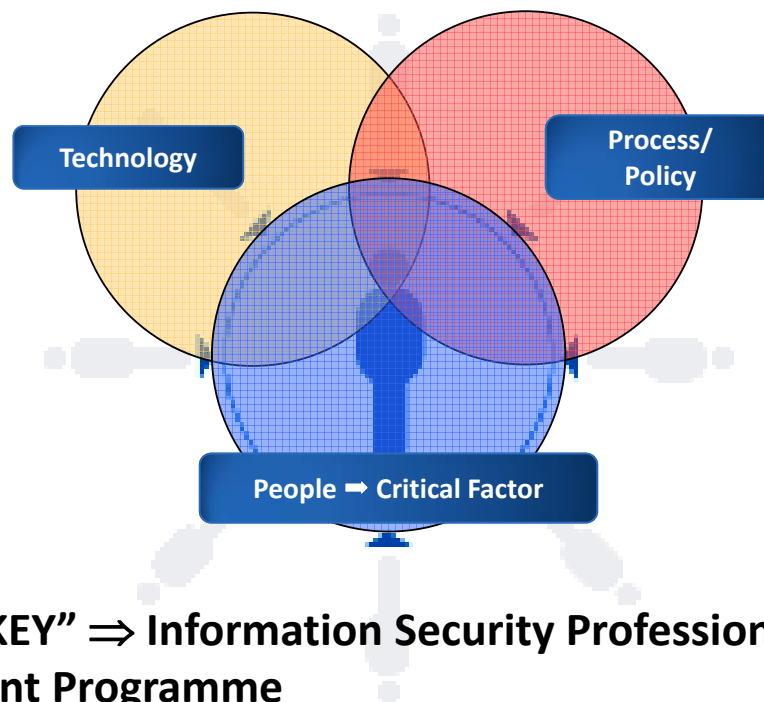 Technology
Process/
Policy
People ➡ Critical Factor
KEY” ⇒ Information Security Profession
nt Programme